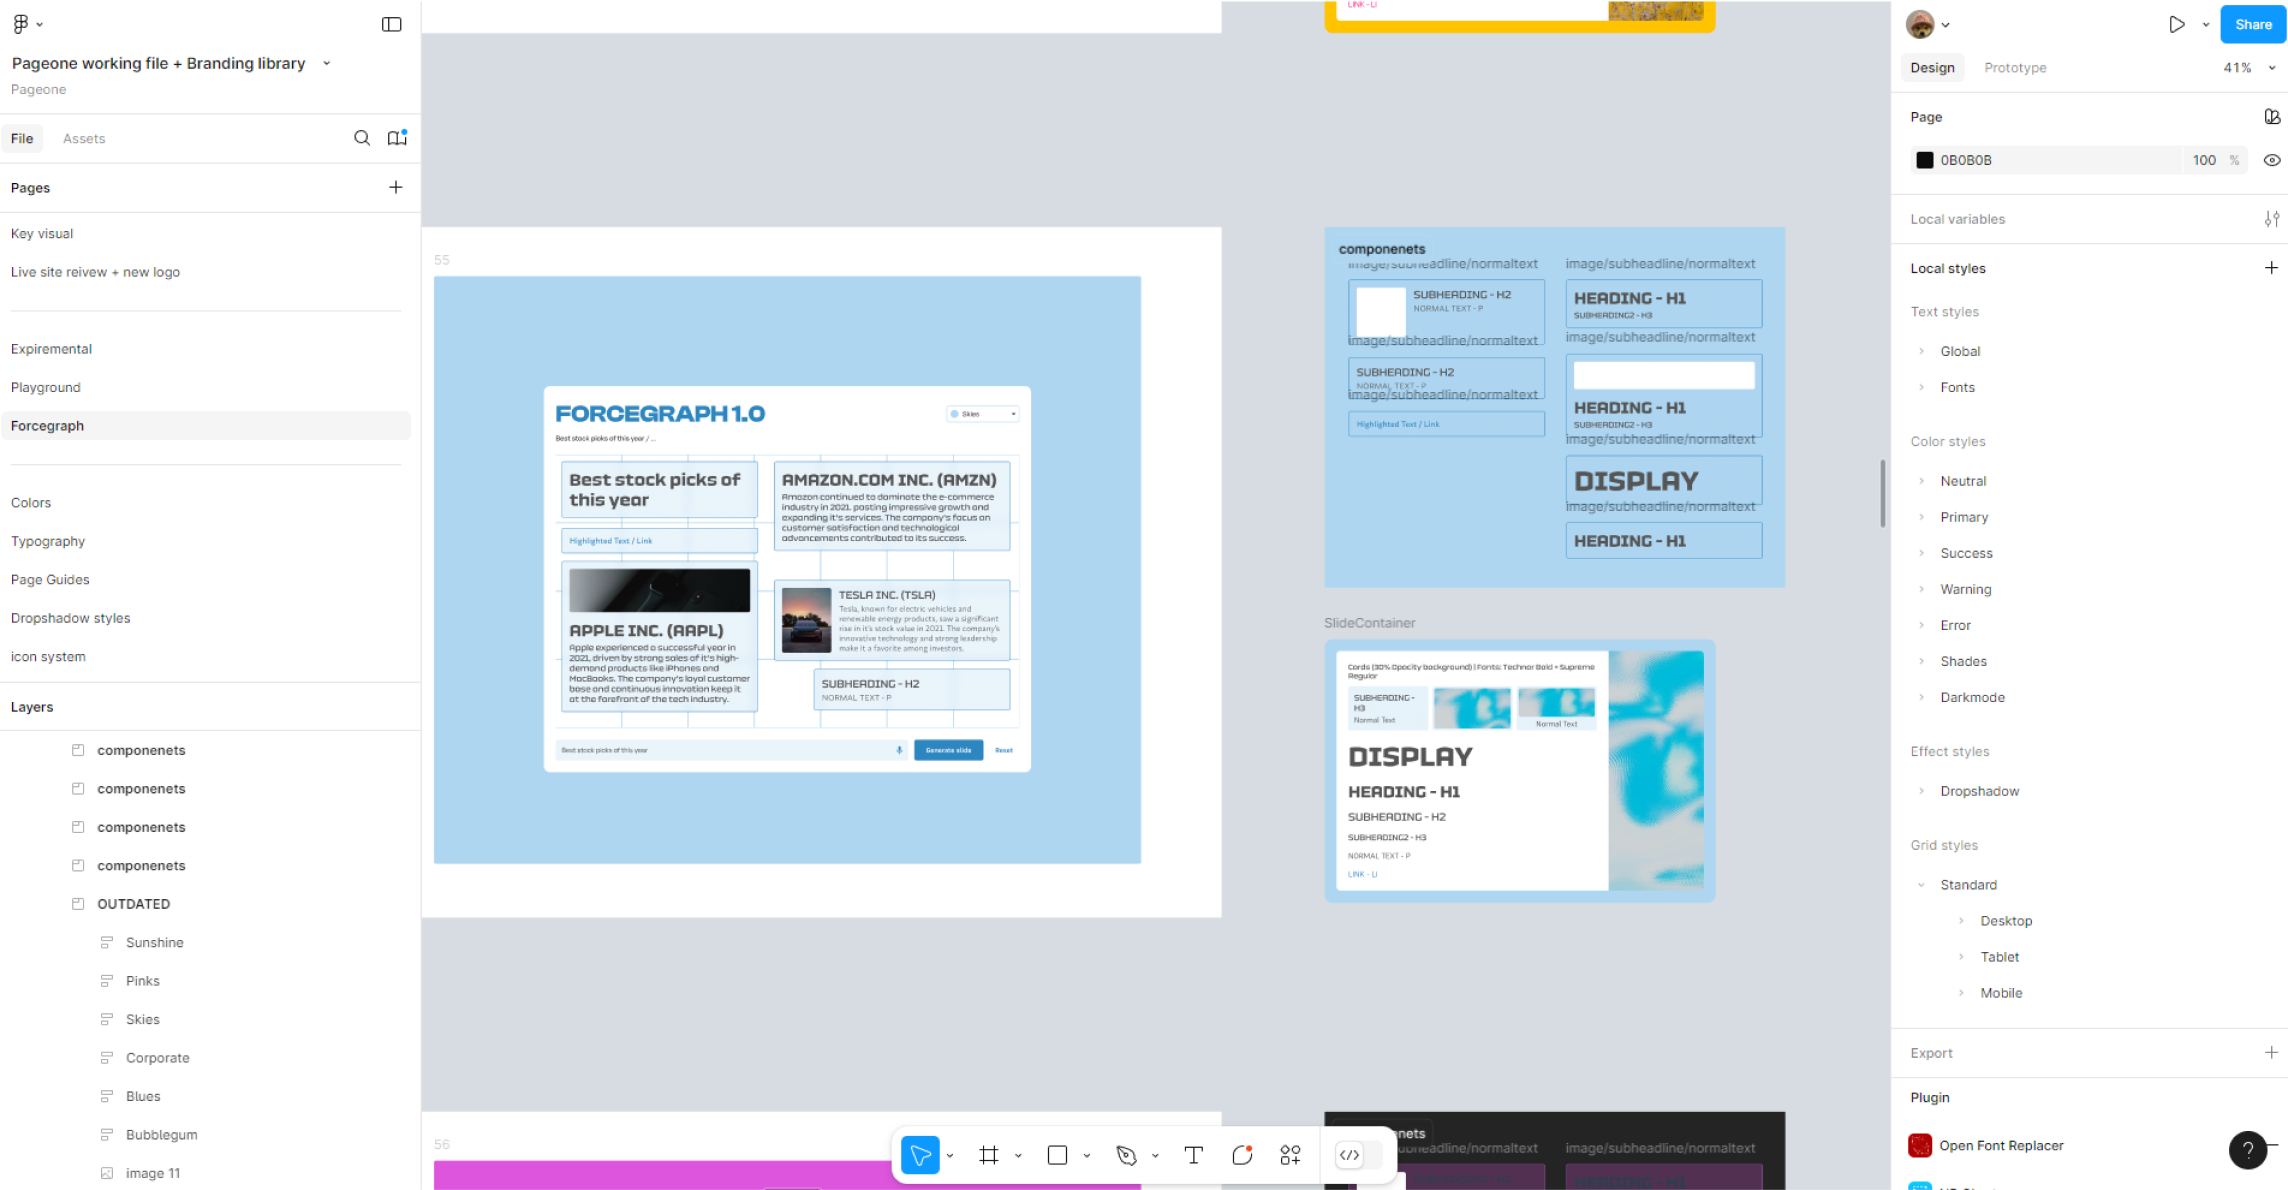 Pageone working file + Branding library
Pageone
File
Assets
Pages
Key visual
Live site reivew + new logo
Expiremental
Playground
Forcegraph
Colors
Typography
Page Guides
Dropshadow styles
icon system
Layers
componenets
componenets
componenets
componenets
OUTDATED
Sunshine
Pinks
Skies
Corporate
Blues
Bubblegum
image 11
55
FORCEGRAPH 1.0
Skies
Best stock picks of this year / ...
Best stock picks of
this year
Highlighted Text / Link
APPLE INC. (AAPL)
Apple experienced a successful year in
2021, driven by strong sales of it's high-
demand products like iPhones and
MacBooks. The company's loyal customer
base and continuous innovation keep it
at the forefront of the tech industry.
AMAZON.COM INC. (AMZN)
Amazon continued to dominate the e-commerce
industry in 2021, posting impressive growth and
expanding it's services. The company's focus on
customer satisfaction and technological
advancements contributed to its success.
TESLA INC. (TSLA)
Tesla, known for electric vehicles and
renewable energy products, saw a significant
rise in it's stock value in 2021. The company's
innovative technology and strong leadership
make it a favorite among investors.
SUBHEADING - H2
NORMAL TEXT - P
Best stock picks of this year
Generate slide
Reset
56
LINK - LI
componenets
image/subheadline/normaltext
SUBHEADING - H2
NORMAL TEXT - P
image/subheadline/normaltext
SUBHEADING - H2
NORMAL TEXT - P
image/subheadline/normaltext
Highlighted Text / Link
image/subheadline/normaltext
HEADING - H1
SUBHEADING2 - H3
image/subheadline/normaltext
HEADING - H1
SUBHEADING2 - H3
image/subheadline/normaltext
DISPLAY
image/subheadline/normaltext
HEADING - H1
SlideContainer
Cards (30% Opacity background) | Fonts: Technor Bold + Supreme
Regular
SUBHEADING -
H3
Normal Text
Normal Text
DISPLAY
HEADING - H1
SUBHEADING - H2
SUBHEADING2 - H3
NORMAL TEXT - P
LINK - LI
enets
ubheadline/normaltext
image/subheadline/normaltext
Share
Design
Prototype
41%
Page
0B0B0B
100
%
Local variables
Local styles
Text styles
Global
Fonts
Color styles
Neutral
Primary
Success
Warning
Error
Shades
Darkmode
Effect styles
Dropshadow
Grid styles
Standard
Desktop
Tablet
Mobile
Export
Plugin
Open Font Replacer
?